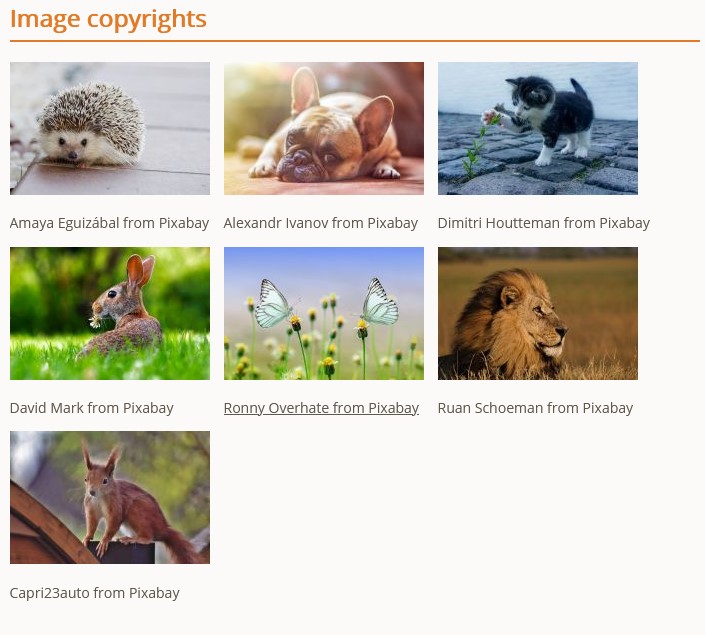 Image copyrights
Amaya Eguizábal from Pixabay
Alexandr Ivanov from Pixabay
Dimitri Houtteman from Pixabay
David Mark from Pixabay
Ronny Overhate from Pixabay
Ruan Schoeman from Pixabay
Capri23auto from Pixabay